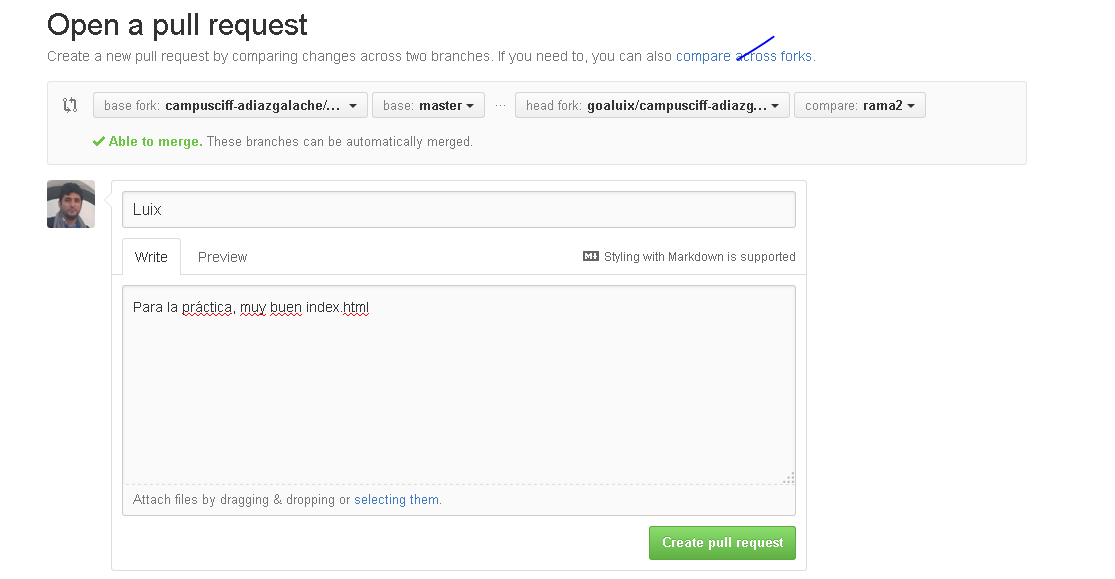 Open a pull request
Create a new pull request by comparing changes across two branches. If you need to, you can also compare across forks.
base fork: campusciff-adiazgalache/... base: master ... head fork: goaluix/campusciff-adiazg... compare: rama2
Able to merge. These branches can be automatically merged.
Luix
Write Preview Styling with Markdown is supported
Para la práctica, muy buen index.html
Attach files by dragging & dropping or selecting them.
Create pull request